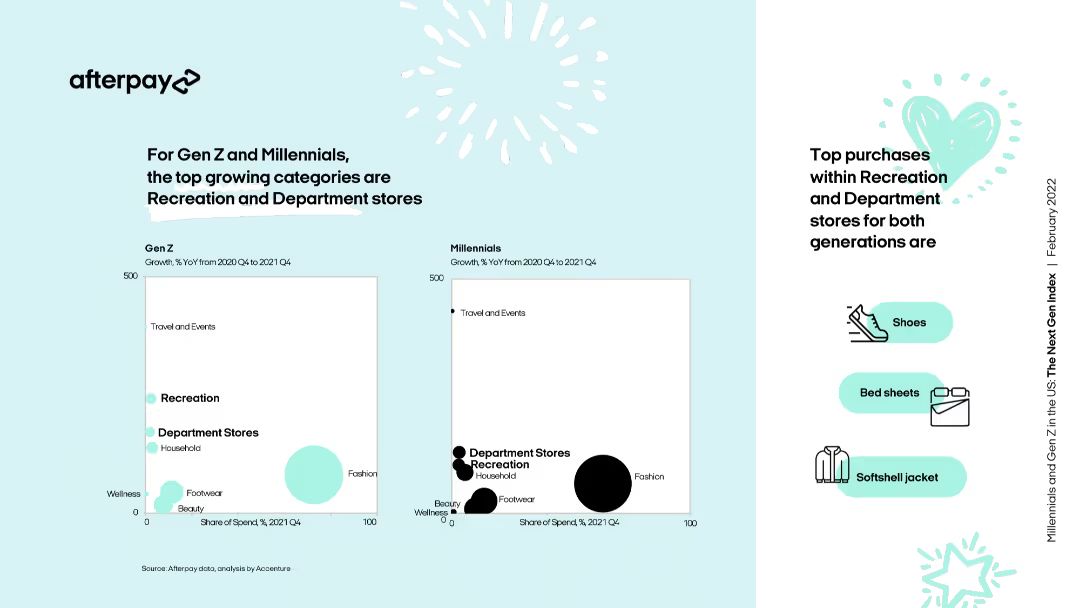 afterpay
For Gen Z and Millennials,
the top growing categories are
Recreation and Department stores
Gen Z
Growth, % YoY from 2020 Q4 to 2021 Q4
500
Travel and Events
Recreation
Department Stores
Household
Fashion
Wellness
Footwear
Beauty
0
0
Share of Spend, %, 2021 Q4
100
Millennials
Growth, % YoY from 2020 Q4 to 2021 Q4
500
Travel and Events
Department Stores
Recreation
Household
Fashion
Footwear
Beauty
Wellness
0
0
Share of Spend, %, 2021 Q4
100
Source: Afterpay data, analysis by Accenture
Top purchases
within Recreation
and Department
stores for both
generations are
Shoes
Bed sheets
Softshell jacket
Millennials and Gen Z in the US: The Next Gen Index | February 2022